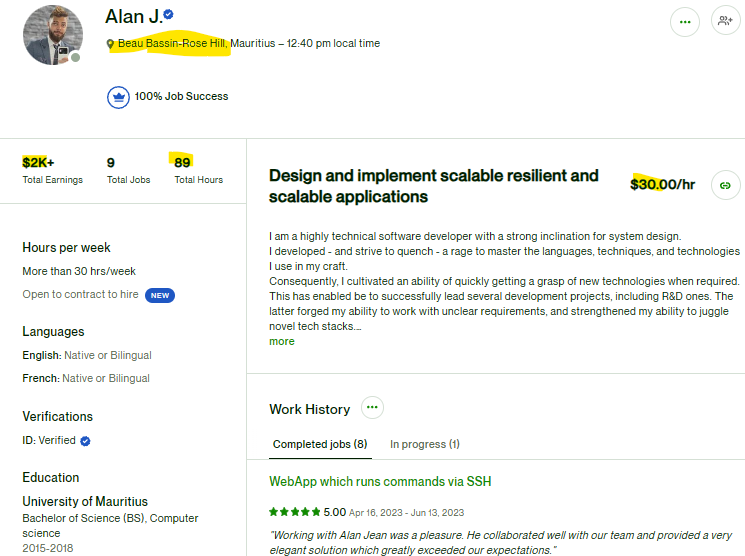 Alan J.
Beau Bassin-Rose Hill, Mauritius – 12:40 pm local time
100% Job Success
$2K+
Total Earnings
9
Total Jobs
89
Total Hours
Hours per week
More than 30 hrs/week
Open to contract to hire NEW
Languages
English: Native or Bilingual
French: Native or Bilingual
Verifications
ID: Verified
Education
University of Mauritius
Bachelor of Science (BS), Computer
science
2015-2018
Design and implement scalable resilient and
scalable applications
$30.00/hr
I am a highly technical software developer with a strong inclination for system design.
I developed - and strive to quench - a rage to master the languages, techniques, and technologies
I use in my craft.
Consequently, I cultivated an ability of quickly getting a grasp of new technologies when required.
This has enabled be to successfully lead several development projects, including R&D ones. The
latter forged my ability to work with unclear requirements, and strengthened my ability to juggle
novel tech stacks...
more
Work History
Completed jobs (8)
In progress (1)
WebApp which runs commands via SSH
5.00 Apr 16, 2023 - Jun 13, 2023
"Working with Alan Jean was a pleasure. He collaborated well with our team and provided a very
elegant solution which greatly exceeded our expectations."